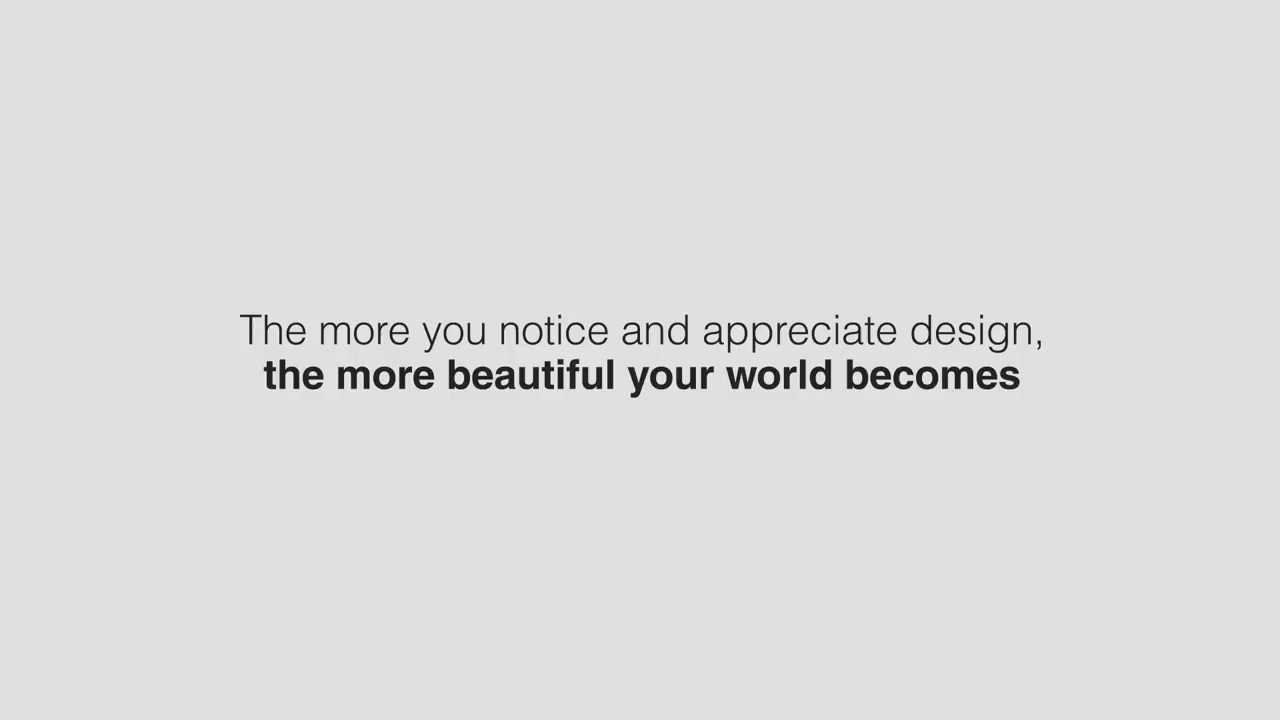 The more you notice and appreciate design,
the more beautiful your world becomes